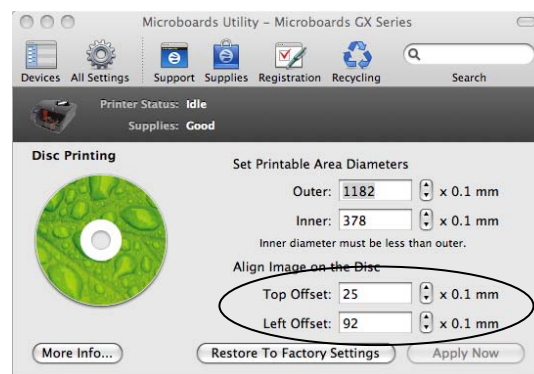 Microboards Utility – Microboards GX Series
Devices All Settings Support Supplies Registration Recycling Search
Printer Status: Idle
Supplies: Good
Disc Printing
Set Printable Area Diameters
Outer: 1182 x 0.1 mm
Inner: 378 x 0.1 mm
Inner diameter must be less than outer.
Align Image on the Disc
Top Offset: 25 x 0.1 mm
Left Offset: 92 x 0.1 mm
More Info... Restore To Factory Settings Apply Now